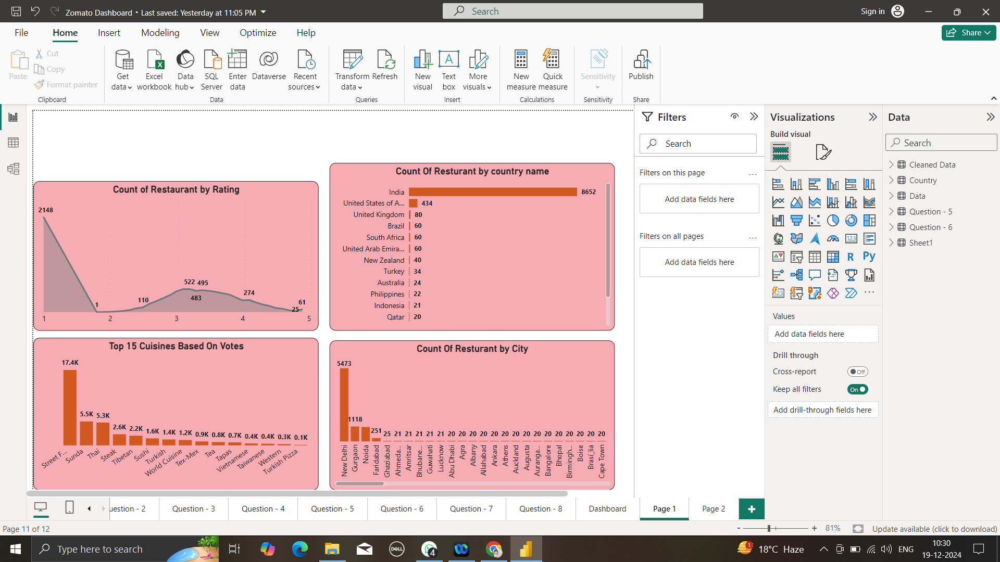 Zomato Dashboard • Last saved: Yesterday at 11:05 PM
Search
Sign in
File Home Insert Modeling View Optimize Help
Share
Paste
Cut
Copy
Format painter
Clipboard
Get data
Excel workbook
Data hub
SQL Server
Enter data
Dataverse
Recent sources
Data
Transform data
Refresh
Queries
New visual
Text box
More visuals
Insert
New measure
Quick measure
Calculations
Sensitivity
Sensitivity
Publish
Share
Count of Restaurant by Rating
2148
1
110
522
495
483
274
61
25
1 2 3 4 5
Count Of Resturant by country name
India 8652
United States of A... 434
United Kingdom 80
Brazil 60
South Africa 60
United Arab Emira... 60
New Zealand 40
Turkey 34
Australia 24
Philippines 22
Indonesia 21
Qatar 20
Top 15 Cuisines Based On Votes
17.4K 5.5K 5.3K 2.6K 2.2K 1.6K 1.4K 1.2K 0.9K 0.8K 0.7K 0.4K 0.4K 0.3K 0.1K
Street F... Sunda Thai Steak Tibetan Sushi Turkish World Cuisine Tex-Mex Tea Tapas Vietnamese Taiwanese Western Turkish Pizza
Count Of Resturant by City
5473 1118 251 25 21 21 21 21 21 20 20 20 20 20 20 20 20 20 20 20 20 20 20 20
New Delhi Gurgaon Noida Faridabad Ghaziabad Ahmeda... Amritsar Bhubane... Guwahati Lucknow Abu Dhabi Agra Albany Allahabad Ankara Athens Auckland Augusta Auranga... Bangalore Bhopal Birmingh... Boise Brasí_lia Cape Town
Filters
Search
Filters on this page
...
Add data fields here
Filters on all pages
...
Add data fields here
Visualizations
Build visual
123
R
Py
123
...
Values
Add data fields here
Drill through
Cross-report
Off
Keep all filters
On
Add drill-through fields here
Data
Search
Cleaned Data
Country
Data
Question - 5
Question - 6
Sheet1
uestion - 2 Question - 3 Question - 4 Question - 5 Question - 6 Question - 7 Question - 8 Dashboard Page 1 Page 2 +
Page 11 of 12
- + 81%
Update available (click to download)
Type here to search
DELL
4
1
18°C Haze
ENG
10:30
19-12-2024